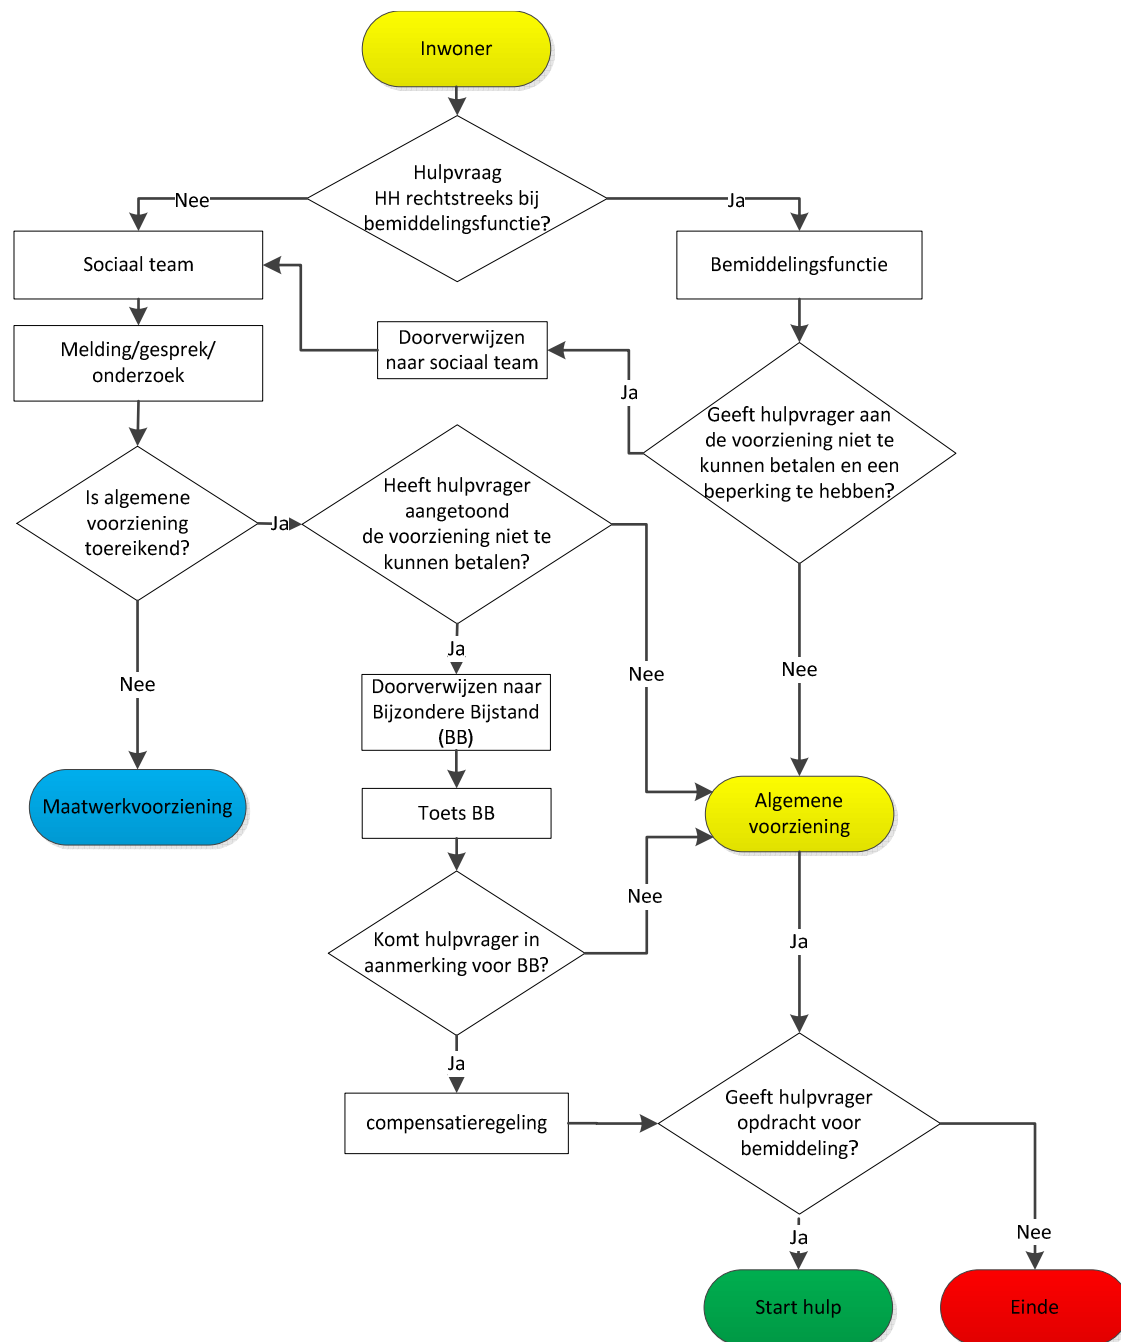 Inwoner
Hulpvraag
HH rechtstreeks bij
bemiddelingsfunctie?
Nee
Ja
Sociaal team
Bemiddelingsfunctie
Melding/gesprek/
onderzoek
Doorverwijzen
naar sociaal team
Ja
Geeft hulpvrager aan
de voorziening niet te
kunnen betalen en een
beperking te hebben?
Is algemene
voorziening
toereikend?
Ja
Heeft hulpvrager
aangetoond
de voorziening niet te
kunnen betalen?
Ja
Nee
Nee
Nee
Doorverwijzen naar
Bijzondere Bijstand
(BB)
Maatwerkvoorziening
Toets BB
Algemene
voorziening
Nee
Komt hulpvrager in
aanmerking voor BB?
Ja
Ja
compensatieregeling
Geeft hulpvrager
opdracht voor
bemiddeling?
Ja
Nee
Start hulp
Einde